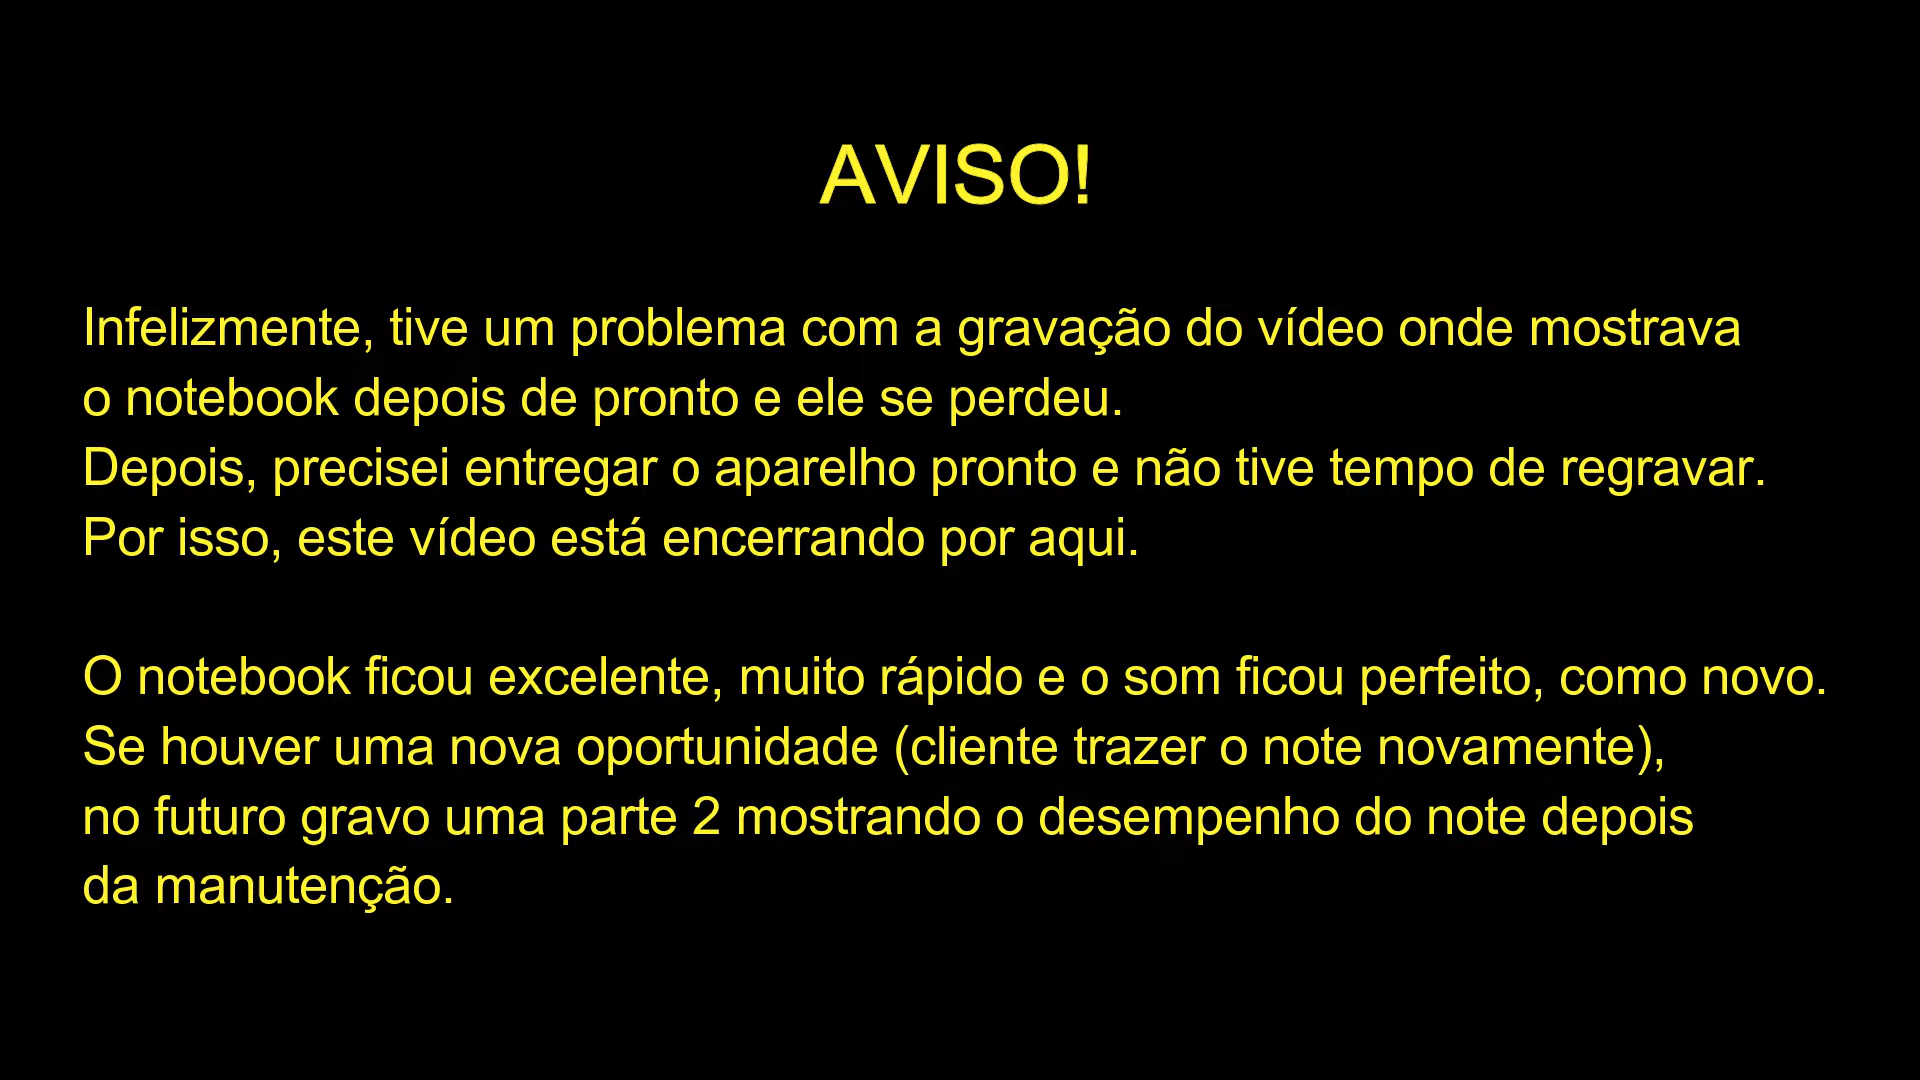 AVISO!
Infelizmente, tive um problema com a gravação do vídeo onde mostrava
o notebook depois de pronto e ele se perdeu.
Depois, precisei entregar o aparelho pronto e não tive tempo de regravar.
Por isso, este vídeo está encerrando por aqui.
O notebook ficou excelente, muito rápido e o som ficou perfeito, como novo.
Se houver uma nova oportunidade (cliente trazer o note novamente),
no futuro gravo uma parte 2 mostrando o desempenho do note depois
da manutenção.